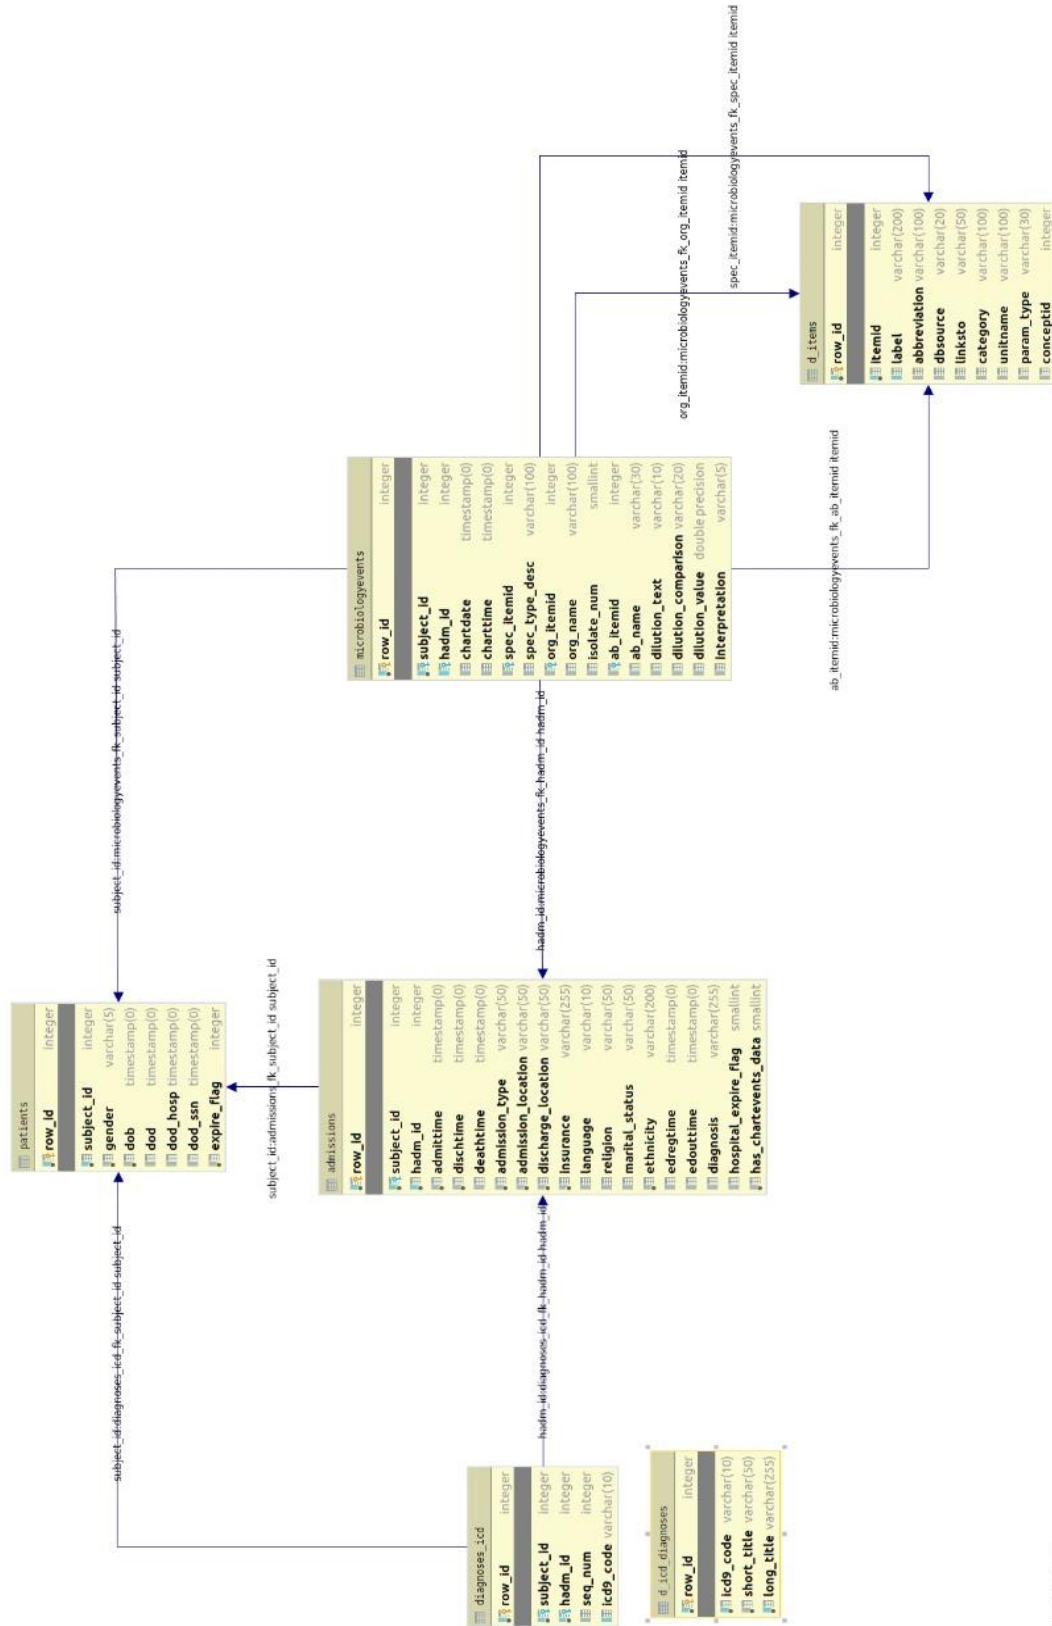 patients
row_id integer
subject_id integer
gender varchar(5)
dob timestamp(0)
dod timestamp(0)
dod_hosp timestamp(0)
dod_ssn timestamp(0)
expire_flag integer
subject_id:diagnoses_icd_fk_subject_id subject_id
subject_id:admissions_fk_subject_id subject_id
subject_id:microbiologyevents_fk_subject_id subject_id
diagnoses_icd
row_id integer
subject_id integer
hadm_id integer
seq_num integer
icd9_code varchar(10)
d_icd_diagnoses
row_id integer
icd9_code varchar(10)
short_title varchar(50)
long_title varchar(255)
hadm_id:diagnoses_icd_fk_hadm_id hadm_id
admissions
row_id integer
subject_id integer
hadm_id integer
admittime timestamp(0)
dischtime timestamp(0)
deathtime timestamp(0)
admission_type varchar(50)
admission_location varchar(50)
discharge_location varchar(50)
insurance varchar(255)
language varchar(10)
religion varchar(50)
marital_status varchar(50)
ethnicity varchar(200)
edregtime timestamp(0)
edouttime timestamp(0)
diagnosis varchar(255)
hospital_expire_flag smallint
has_chartevents_data smallint
hadm_id:microbiologyevents_fk_hadm_id hadm_id
microbiologyevents
row_id integer
subject_id integer
hadm_id integer
chartdate timestamp(0)
charttime timestamp(0)
spec_itemid integer
spec_type_desc varchar(100)
org_itemid integer
org_name varchar(100)
isolate_num smallint
ab_itemid integer
ab_name varchar(30)
dilution_text varchar(10)
dilution_comparison varchar(20)
dilution_value double precision
interpretation varchar(5)
ab_itemid:microbiologyevents_fk_ab_itemid itemid
org_itemid:microbiologyevents_fk_org_itemid itemid
spec_itemid:microbiologyevents_fk_spec_itemid itemid
d_items
row_id integer
itemid integer
label varchar(200)
abbreviation varchar(100)
dbsource varchar(20)
linksto varchar(50)
category varchar(100)
unitname varchar(100)
param_type varchar(30)
conceptid integer